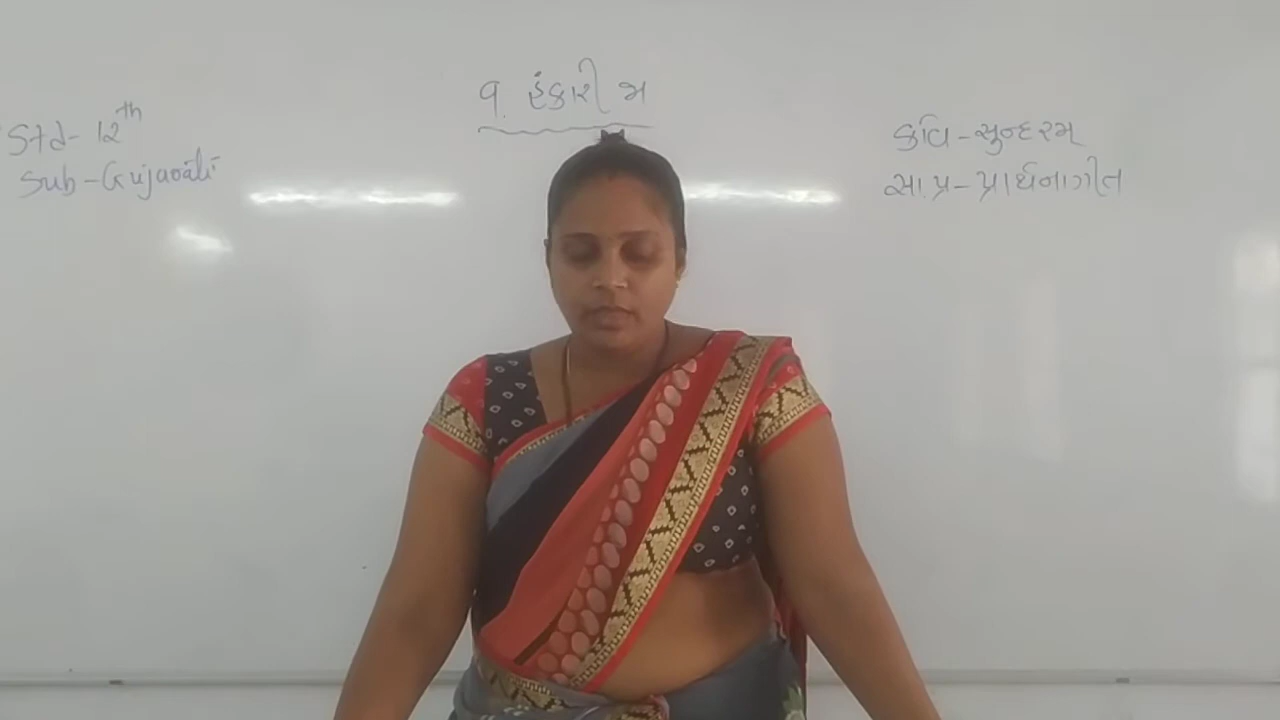 Std- 12th
Sub-Gujarati
૧. હંકારી જા
કવિ - સુન્દરમ્
સા.પ્ર - પ્રાર્થનાગીત